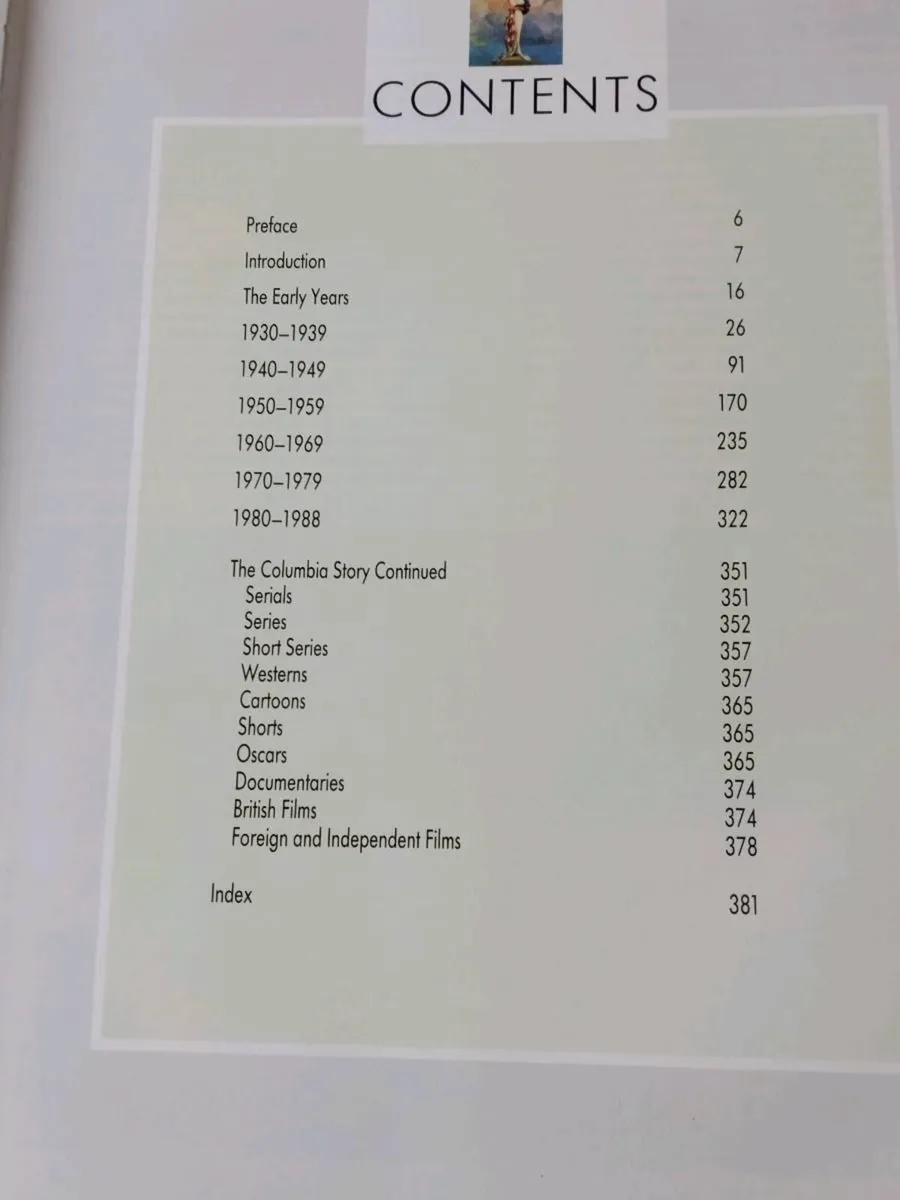 CONTENTS
Preface 6
Introduction 7
The Early Years 16
1930–1939 26
1940–1949 91
1950–1959 170
1960–1969 235
1970–1979 282
1980–1988 322
The Columbia Story Continued 351
Serials 351
Series 352
Short Series 357
Westerns 357
Cartoons 365
Shorts 365
Oscars 365
Documentaries 374
British Films 374
Foreign and Independent Films 378
Index 381